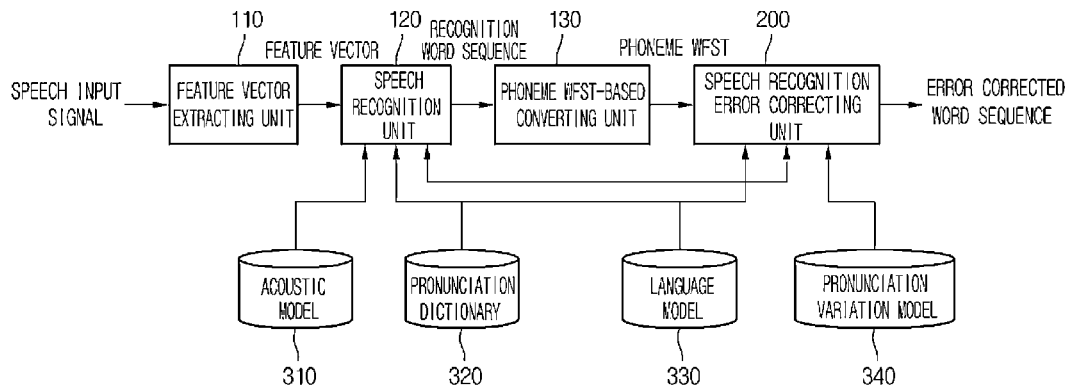 110
120
130
200
FEATURE VECTOR
RECOGNITION
WORD SEQUENCE
PHONEME WFST
SPEECH INPUT
SIGNAL
FEATURE VECTOR
EXTRACTING UNIT
SPEECH
RECOGNITION
UNIT
PHONEME WFST-BASED
CONVERTING UNIT
SPEECH RECOGNITION
ERROR CORRECTING
UNIT
ERROR CORRECTED
WORD SEQUENCE
ACOUSTIC
MODEL
PRONUNCIATION
DICTIONARY
LANGUAGE
MODEL
PRONUNCIATION
VARIATION MODEL
310
320
330
340